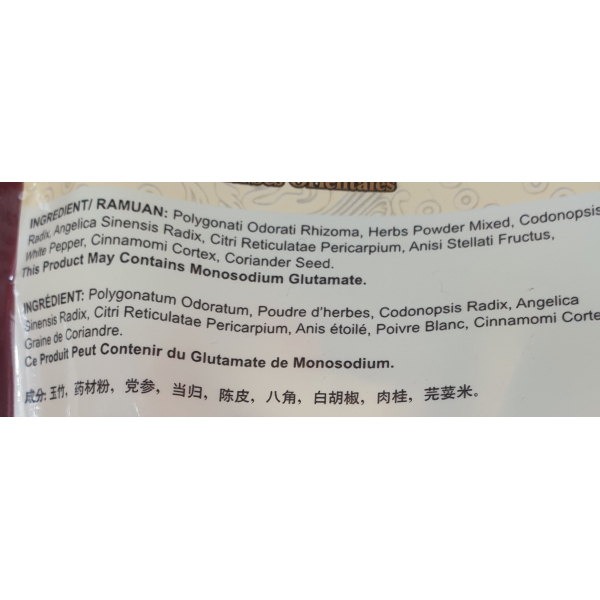 Orientales
INGREDIENT/ RAMUAN: Polygonati Odorati Rhizoma, Herbs Powder Mixed, Codonopsis
Radix, Angelica Sinensis Radix, Citri Reticulatae Pericarpium, Anisi Stellati Fructus,
White Pepper, Cinnamomi Cortex, Coriander Seed.
This Product May Contains Monosodium Glutamate.
INGRÉDIENT: Polygonatum Odoratum, Poudre d'herbes, Codonopsis Radix, Angelica
Sinensis Radix, Citri Reticulatae Pericarpium, Anis étoilé, Poivre Blanc, Cinnamomi Corte
Graine de Coriandre.
Ce Produit Peut Contenir du Glutamate de Monosodium.
成分: 玉竹, 药材粉, 党参, 当归, 陈皮, 八角, 白胡椒, 肉桂, 芫荽米。